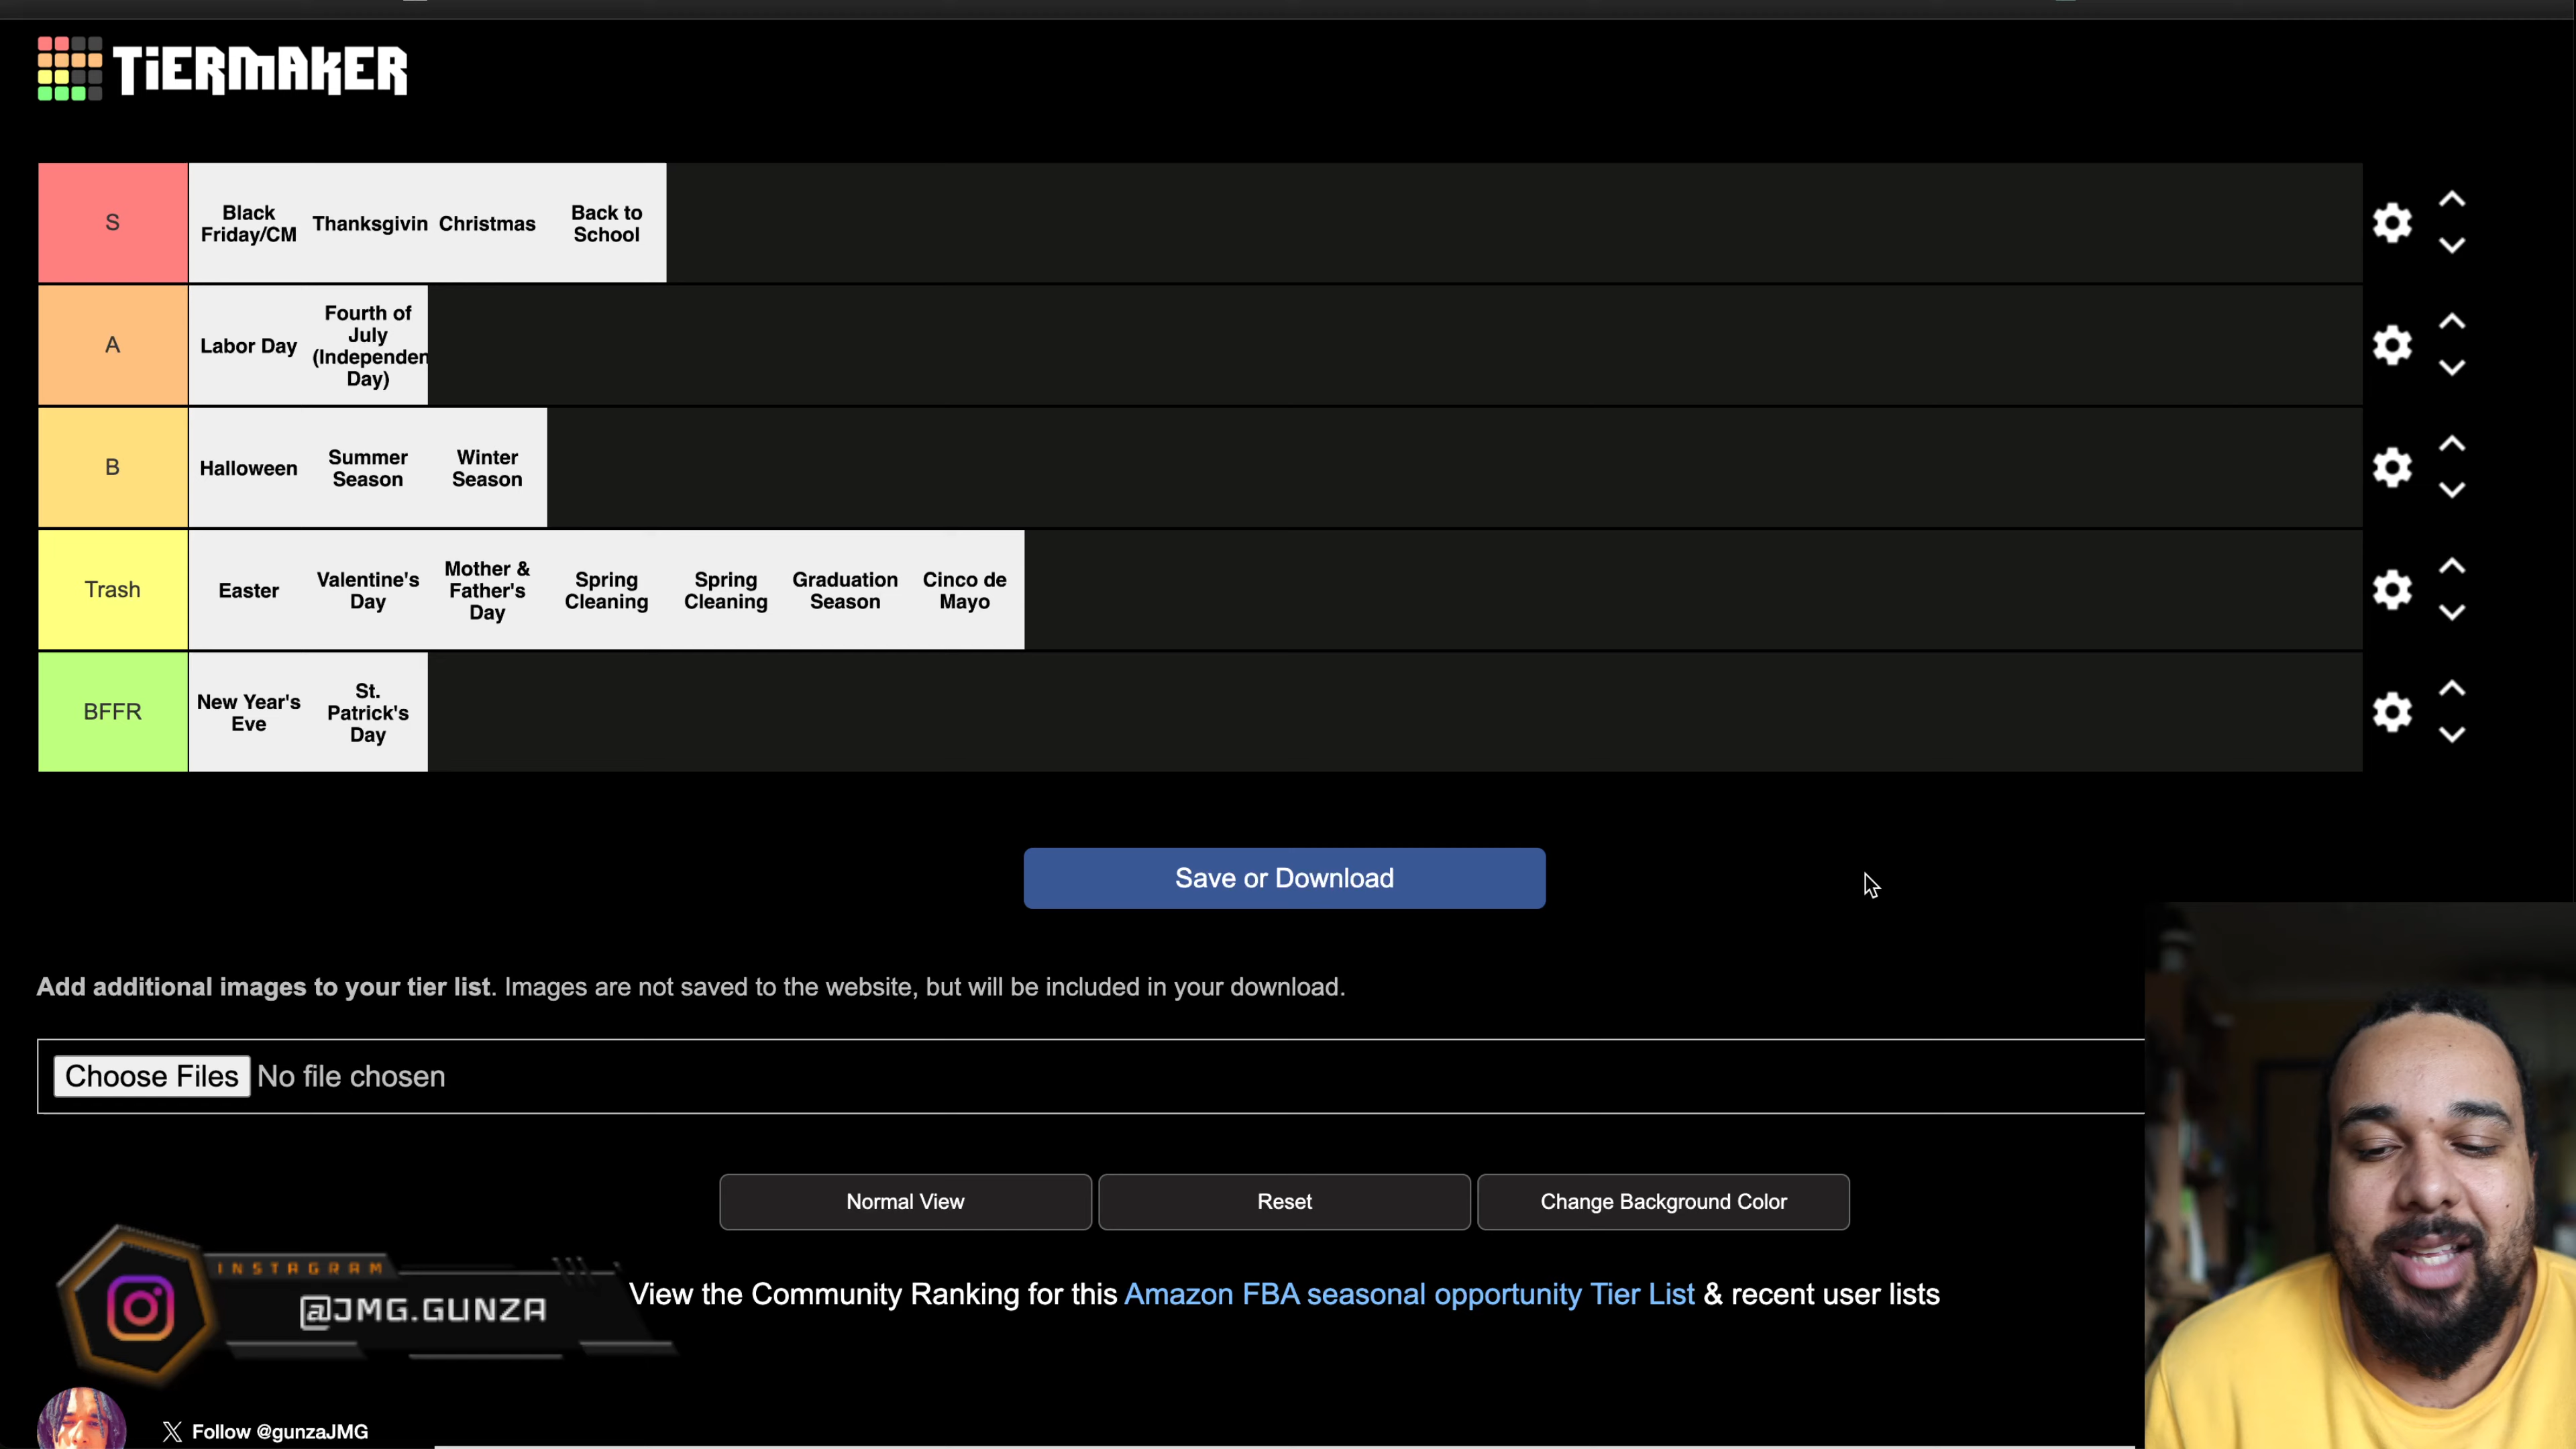 TiERMAKER
S
Black
Friday/CM
Thanksgivin
Christmas
Back to
School
A
Labor Day
Fourth of
July
(Independen
Day)
B
Halloween
Summer
Season
Winter
Season
Trash
Easter
Valentine's
Day
Mother &
Father's
Day
Spring
Cleaning
Spring
Cleaning
Graduation
Season
Cinco de
Mayo
BFFR
New Year's
Eve
St.
Patrick's
Day
Save or Download
Add additional images to your tier list. Images are not saved to the website, but will be included in your download.
Choose Files No file chosen
Normal View
Reset
Change Background Color
INSTAGRAM
@JMG.GUNZA
View the Community Ranking for this Amazon FBA seasonal opportunity Tier List & recent user lists
X Follow @gunzaJMG